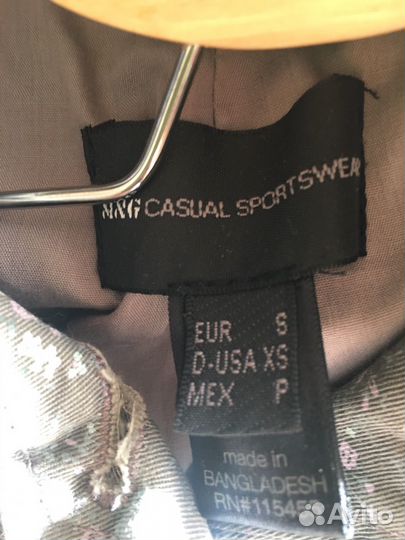 MNG CASUAL SPORTSWEAR
EUR S
D-USA XS
MEX P
made in
BANGLADESH
Avito